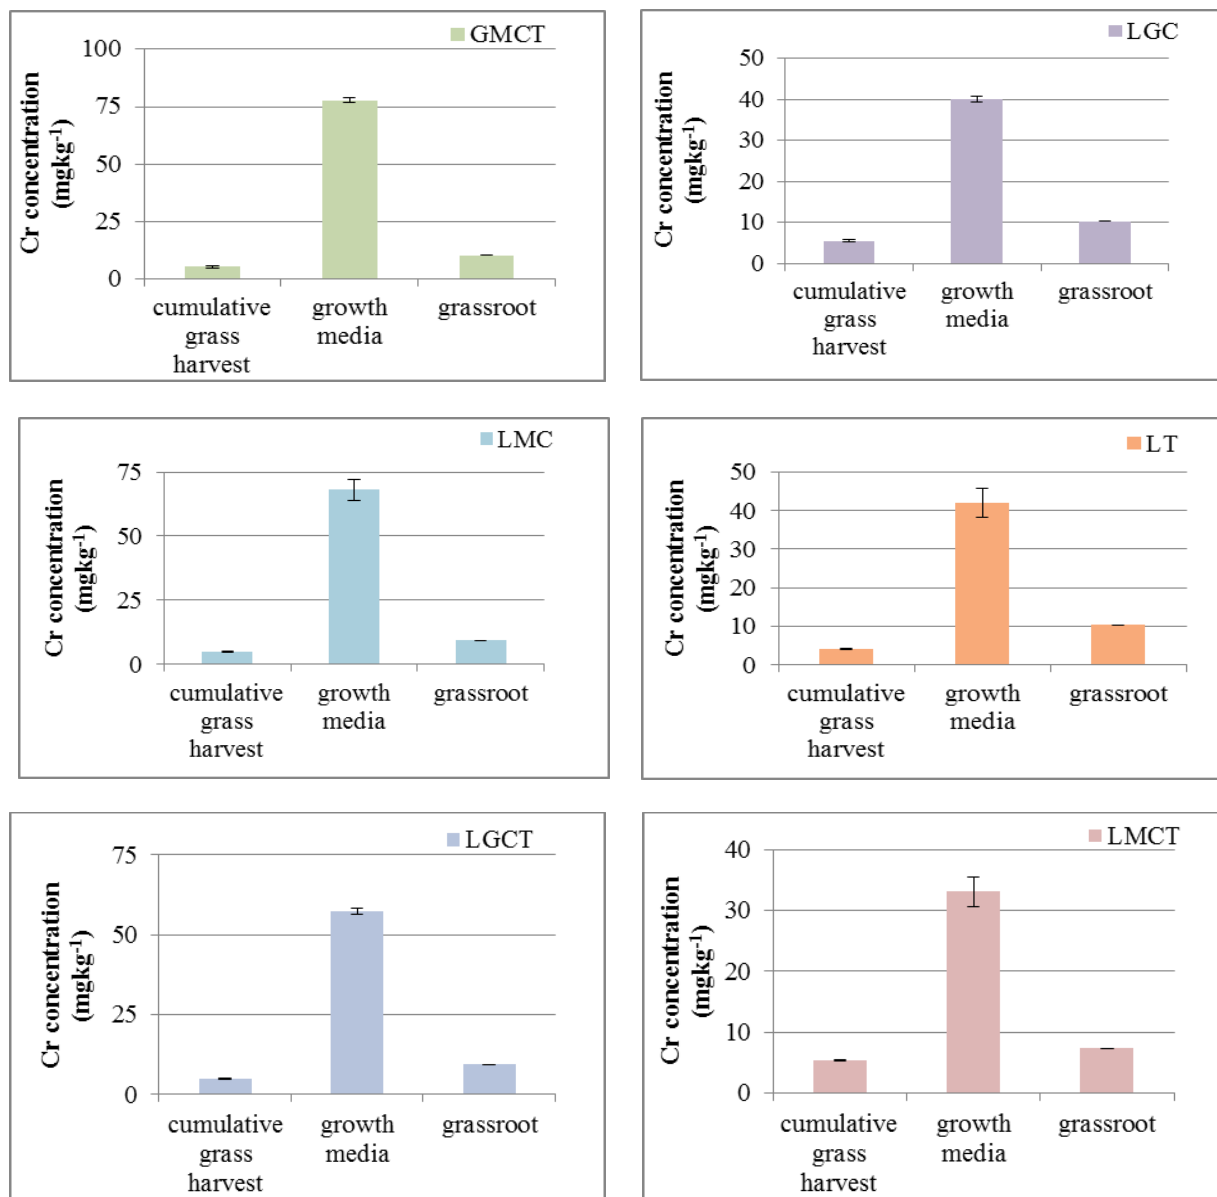 GMCT
Cr concentration
(mgkg-1)
100
75
50
25
0
cumulative
grass
harvest
growth
media
grassroot
LGC
Cr concentration
(mgkg-1)
50
40
30
20
10
0
cumulative
grass
harvest
growth
media
grassroot
LMC
Cr concentration
(mgkg-1)
75
50
25
0
cumulative
grass
harvest
growth
media
grassroot
LT
Cr concentration
(mgkg-1)
50
40
30
20
10
0
cumulative
grass
harvest
growth
media
grassroot
LGCT
Cr concentration
(mgkg-1)
75
50
25
0
cumulative
grass
harvest
growth
media
grassroot
LMCT
Cr concentration
(mgkg-1)
40
30
20
10
0
cumulative
grass
harvest
growth
media
grassroot